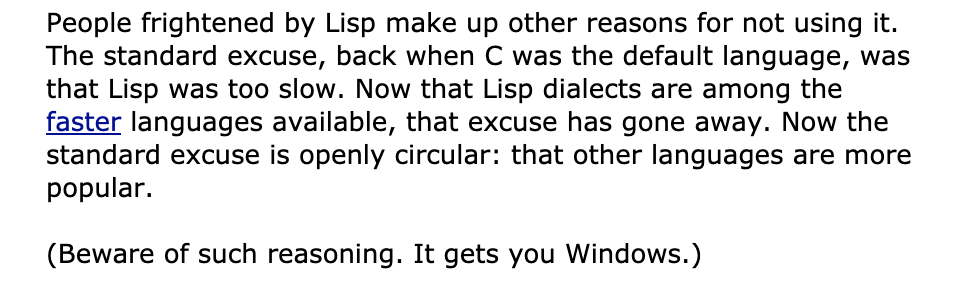 People frightened by Lisp make up other reasons for not using it.
The standard excuse, back when C was the default language, was
that Lisp was too slow. Now that Lisp dialects are among the
faster languages available, that excuse has gone away. Now the
standard excuse is openly circular: that other languages are more
popular.
(Beware of such reasoning. It gets you Windows.)